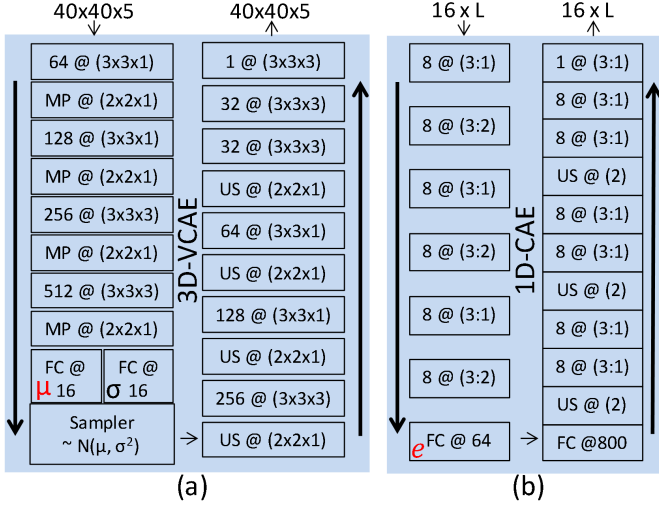 40x40x5
64 @ (3x3x1)
MP @ (2x2x1)
128 @ (3x3x1)
MP @ (2x2x1)
256 @ (3x3x3)
MP @ (2x2x1)
512 @ (3x3x3)
MP @ (2x2x1)
FC @
μ 16
FC @
σ 16
Sampler
~ N(μ, σ²)
3D-VCAE
40x40x5
1 @ (3x3x3)
32 @ (3x3x3)
32 @ (3x3x3)
US @ (2x2x1)
64 @ (3x3x1)
US @ (2x2x1)
128 @ (3x3x1)
US @ (2x2x1)
256 @ (3x3x3)
US @ (2x2x1)
(a)
16 x L
8 @ (3:1)
8 @ (3:2)
8 @ (3:1)
8 @ (3:2)
8 @ (3:1)
8 @ (3:2)
e FC @ 64
1D-CAE
16 x L
1 @ (3:1)
8 @ (3:1)
8 @ (3:1)
US @ (2)
8 @ (3:1)
8 @ (3:1)
US @ (2)
8 @ (3:1)
8 @ (3:1)
US @ (2)
FC @800
(b)